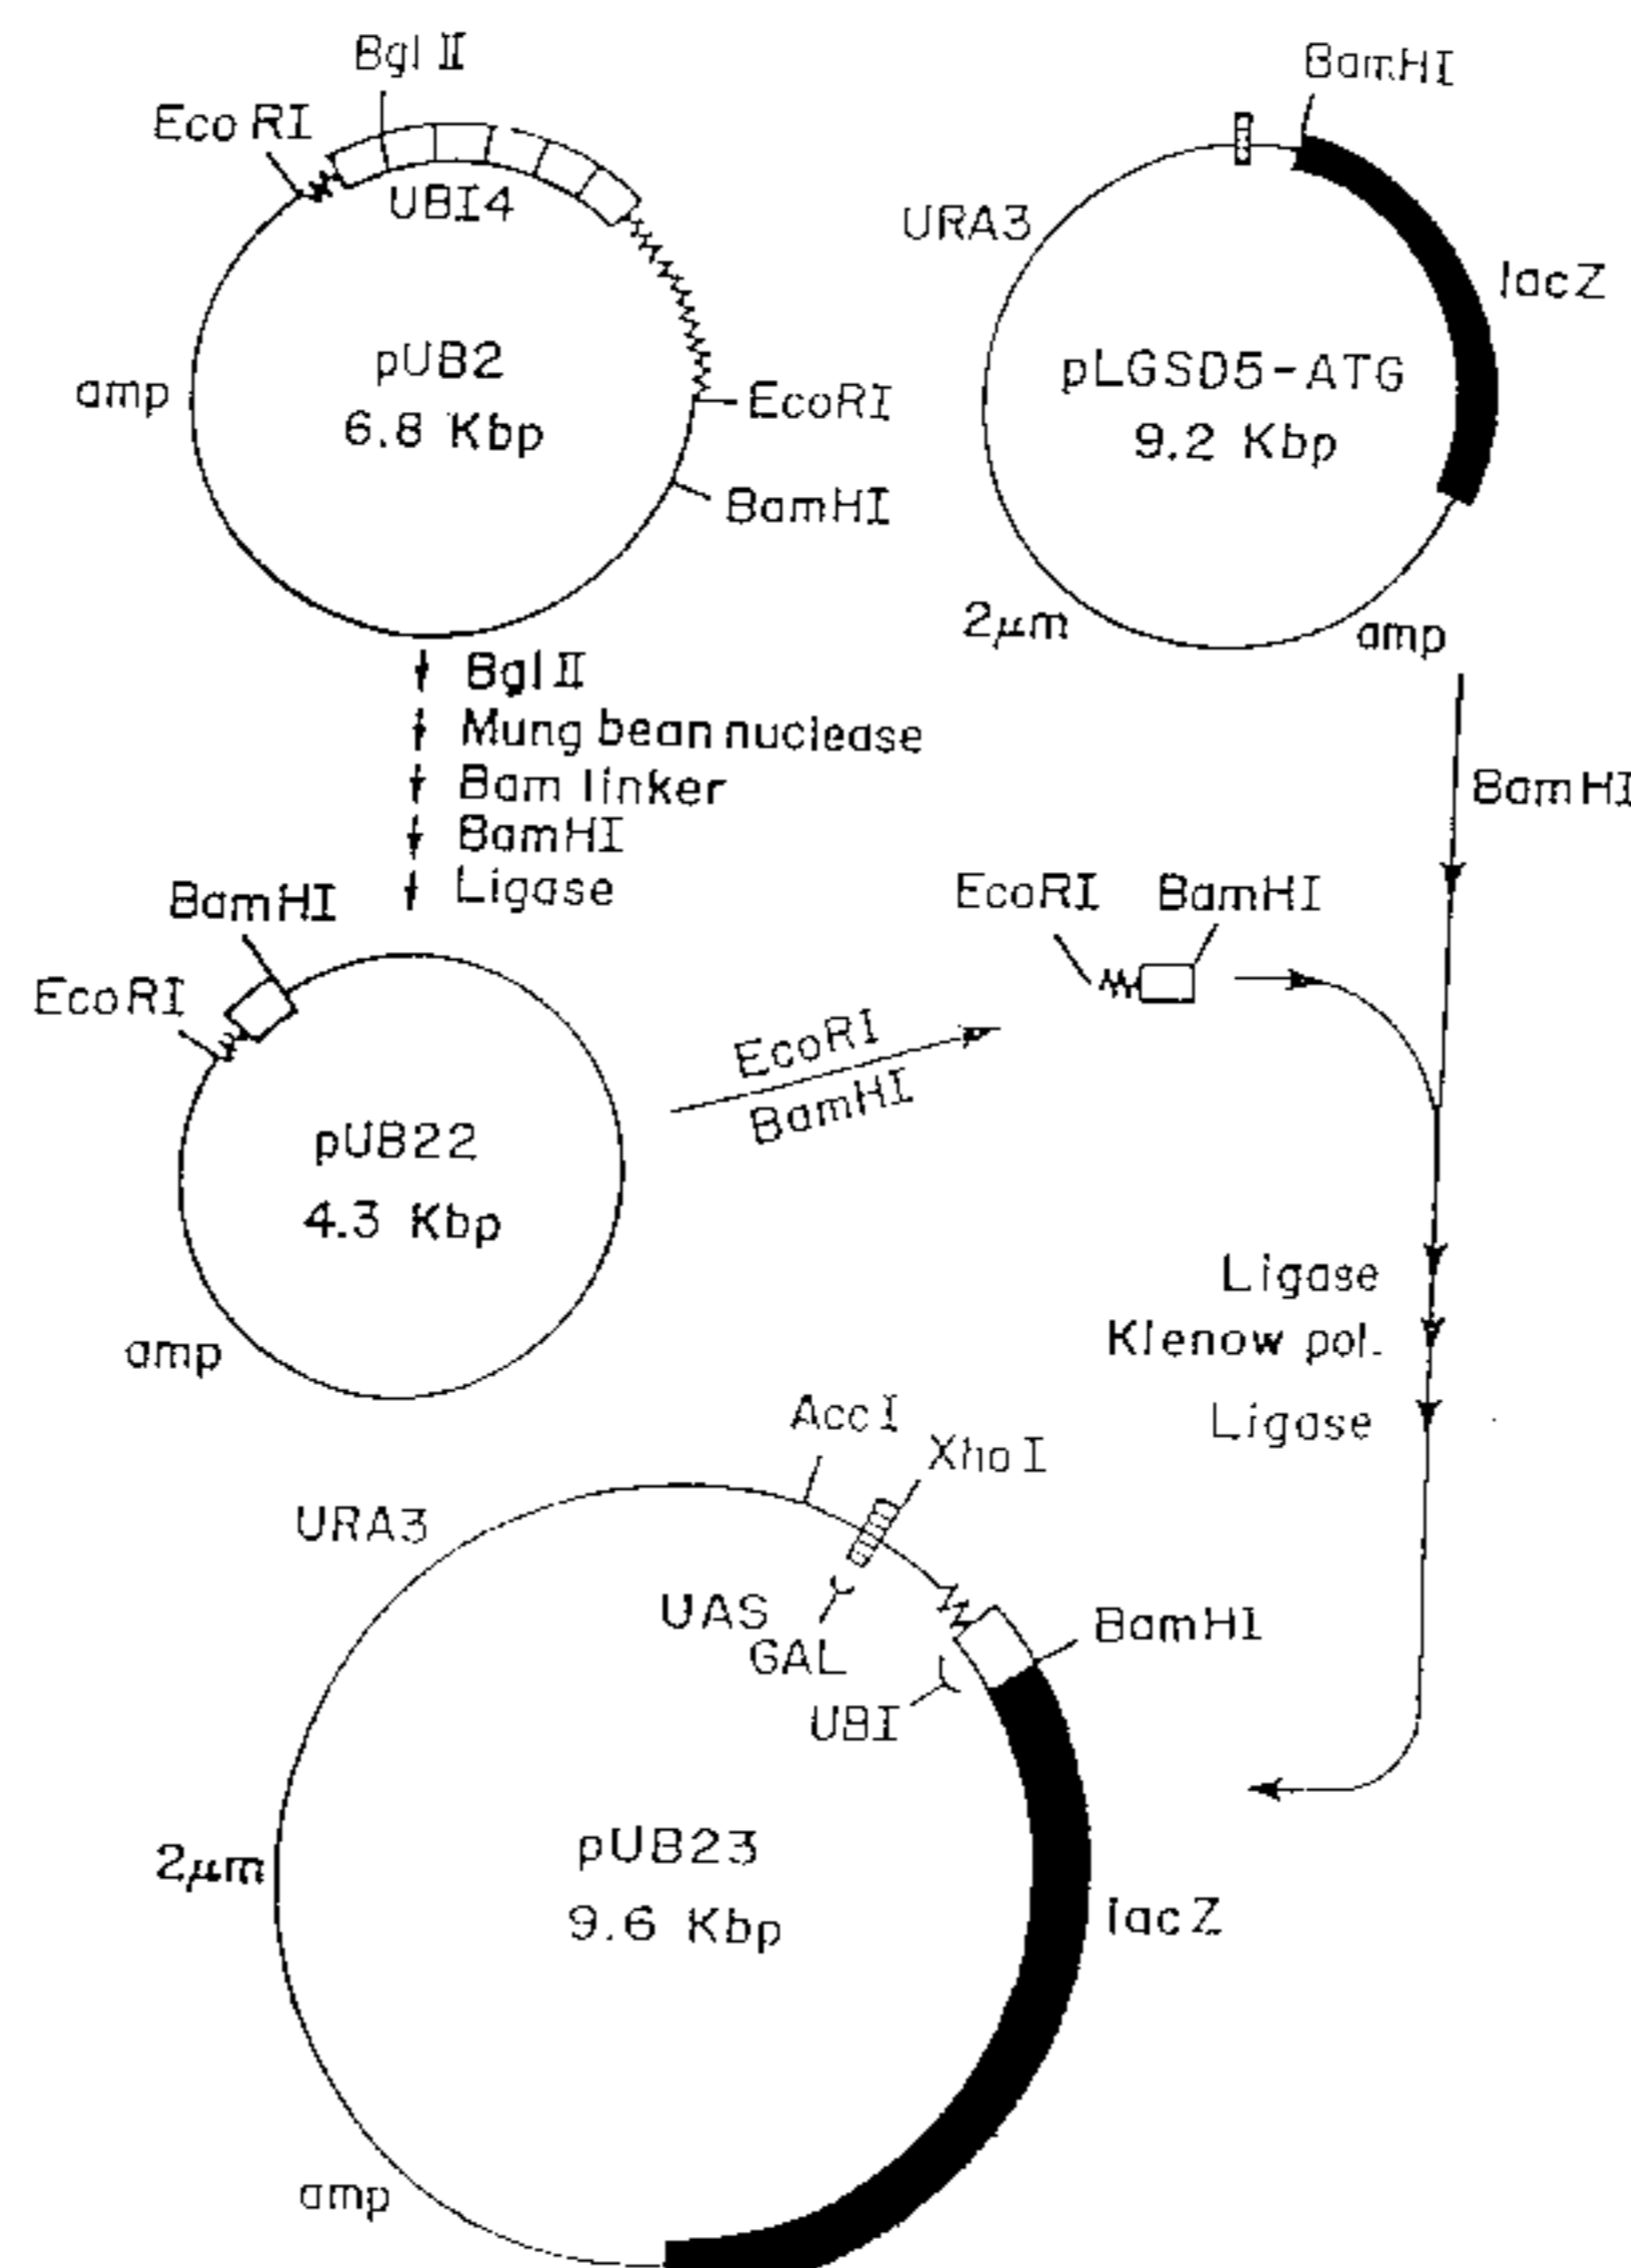 Bgl II
Eco RI
UBI4
pUB2
6.8 Kbp
amp
EcoRI
BamHI
BamHI
URA3
lacZ
pLGSD5-ATG
9.2 Kbp
2μm
amp
Bgl II
Mung bean nuclease
Bam linker
BamHI
Ligase
BamHI
BamHI
EcoRI
pUB22
4.3 Kbp
amp
EcoRI
BamHI
EcoRI BamHI
Ligase
Klenow pol.
Ligase
AccI
XhoI
URA3
UAS
GAL
BamHI
UBI
pUB23
9.6 Kbp
2μm
lacZ
amp